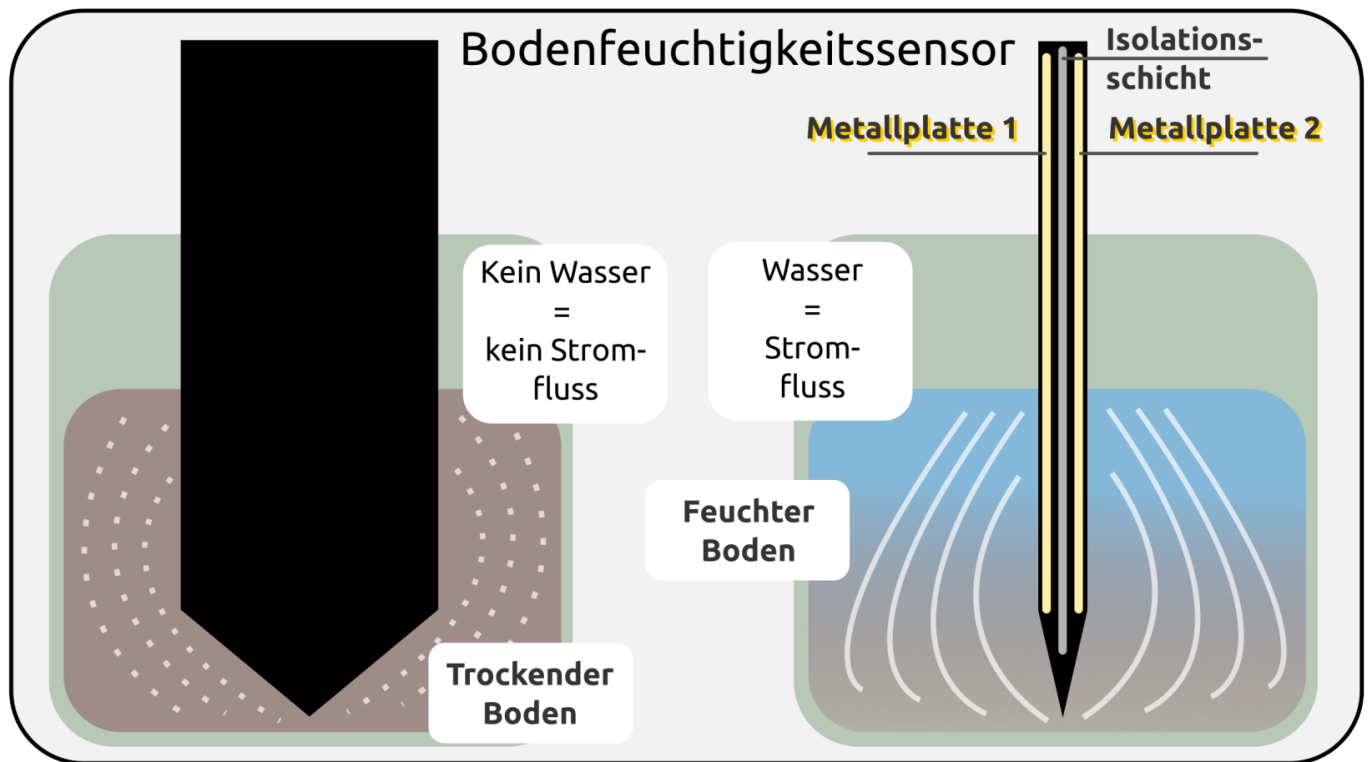 Bodenfeuchtigkeitssensor
Isolations-
schicht
Metallplatte 1
Metallplatte 2
Kein Wasser
=
kein Strom-
fluss
Wasser
=
Strom-
fluss
Feuchter
Boden
Trockender
Boden